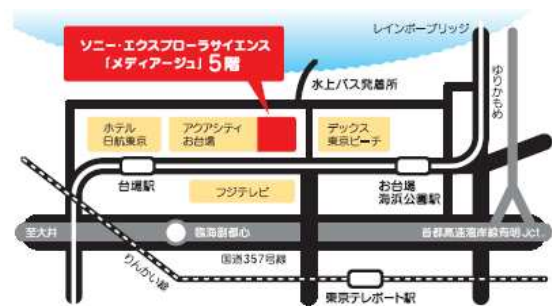 レインボーブリッジ
ソニー・エクスプローラサイエンス
「メディアージュ」5階
水上バス発着所
ゆりかもめ
ホテル
日航東京
アクアシティ
お台場
デックス
東京ビーチ
台場駅
お台場
海浜公園駅
フジテレビ
至大井
臨海副都心
首都高速湾岸線有明Jct.
りんかい線
国道357号線
東京テレポート駅